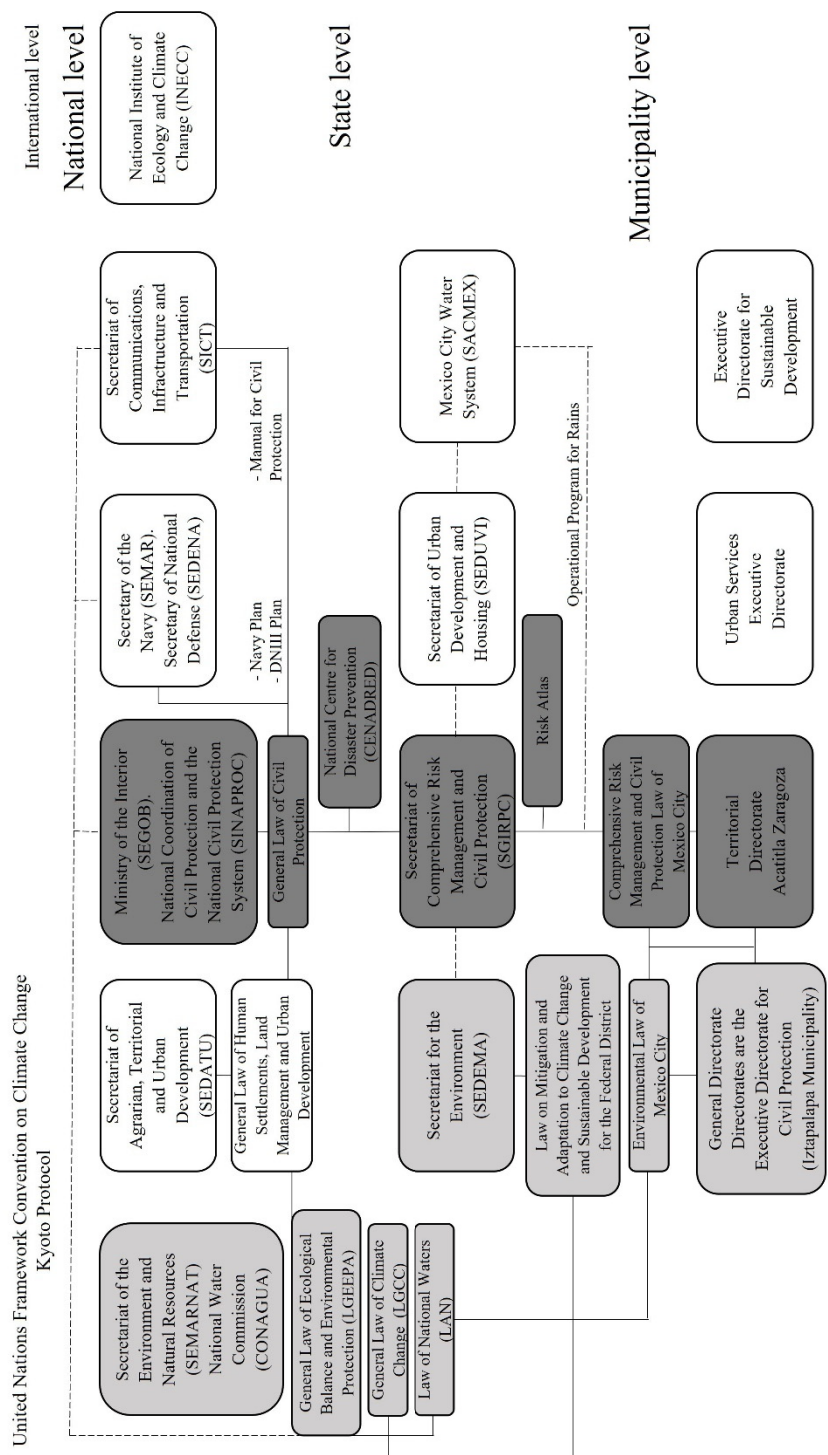 United Nations Framework Convention on Climate Change
Kyoto Protocol
International level
National level
Secretariat of the
Environment and
Natural Resources
(SEMARNAT)
National Water
Commission
(CONAGUA)
General Law of Ecological
Balance and Environmental
Protection (LGEEPA)
General Law of Climate
Change (LGCC)
Law of National Waters
(LAN)
Secretariat of
Agrarian, Territorial
and Urban
Development
(SEDATU)
General Law of Human
Settlements, Land
Management and Urban
Development
Ministry of the Interior
(SEGOB).
National Coordination of
Civil Protection and the
National Civil Protection
System (SINAPROC)
General Law of Civil
Protection
Secretary of the
Navy (SEMAR).
Secretary of National
Defense (SEDENA)
- Navy Plan
- DNIII Plan
Secretariat of
Communications,
Infrastructure and
Transportation
(SICT)
- Manual for Civil
Protection
National Institute of
Ecology and Climate
Change (INECC)
National Centre for
Disaster Prevention
(CENADRED)
State level
Secretariat for the
Environment
(SEDEMA)
Law on Mitigation and
Adaptation to Climate Change
and Sustainable Development
for the Federal District
Environmental Law of
Mexico City
Secretariat of
Comprehensive Risk
Management and
Civil Protection
(SGIRPC)
Secretariat of Urban
Development and
Housing (SEDUVI)
Mexico City Water
System (SACMEX)
Risk Atlas
Operational Program for Rains
Municipality level
Comprehensive Risk
Management and Civil
Protection Law of
Mexico City
General Directorate
Directorates are the
Executive Directorate for
Civil Protection
(Iztapalapa Municipality)
Territorial
Directorate
Acatitla Zaragoza
Urban Services
Executive
Directorate
Executive
Directorate for
Sustainable
Development